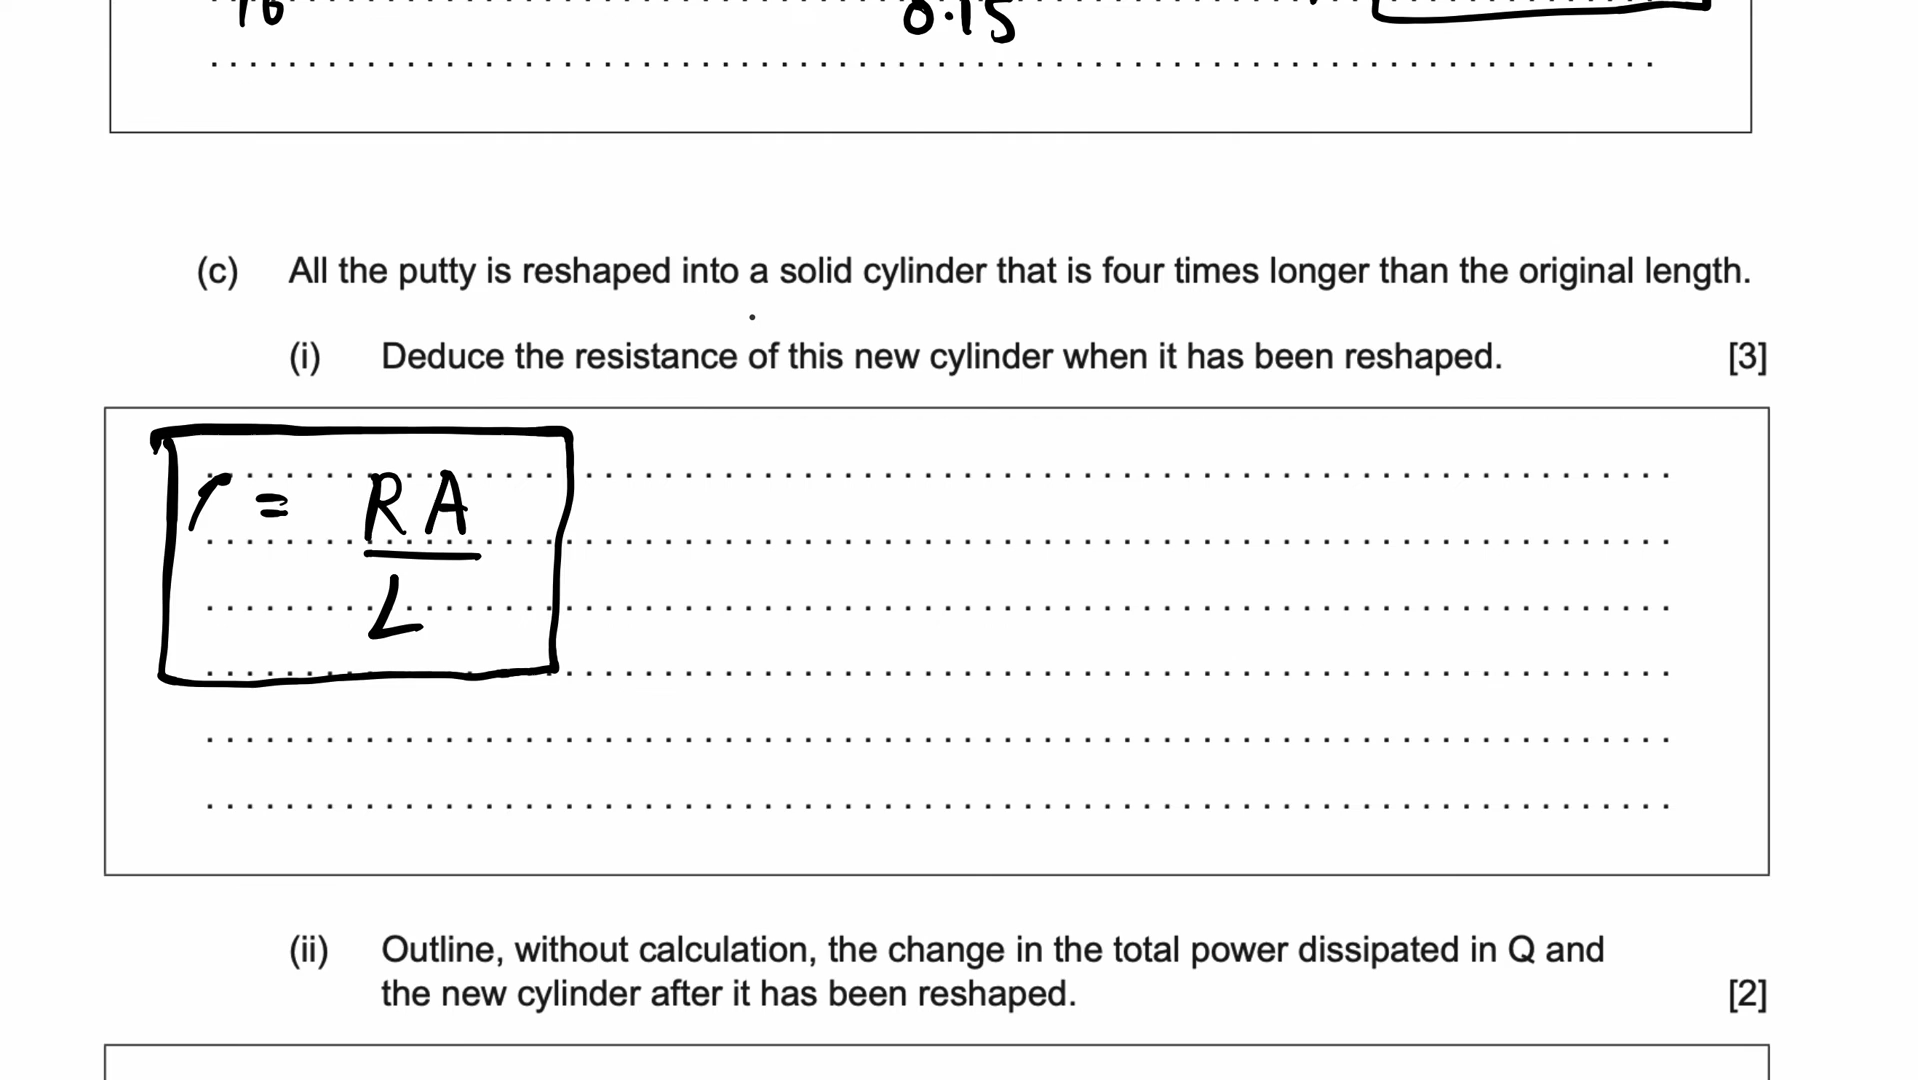 0.15
(c) All the putty is reshaped into a solid cylinder that is four times longer than the original length.
(i) Deduce the resistance of this new cylinder when it has been reshaped. [3]
r = RA
L
(ii) Outline, without calculation, the change in the total power dissipated in Q and
the new cylinder after it has been reshaped. [2]